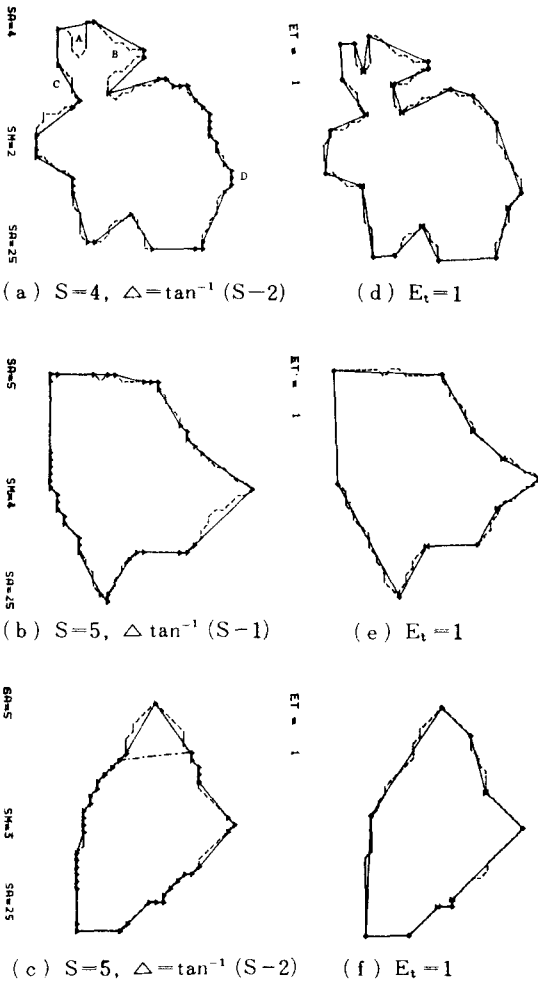 SA=4
SM=2
SA=25
A
B
C
D
ET = 1
(a) S=4, △=tan⁻¹ (S−2)
(d) Eₜ=1
SA=5
SM=4
SA=25
ET = 1
(b) S=5, △ tan⁻¹ (S−1)
(e) Eₜ=1
SA=5
SM=3
SA=25
ET = 1
(c) S=5, △=tan⁻¹ (S−2)
(f) Eₜ=1